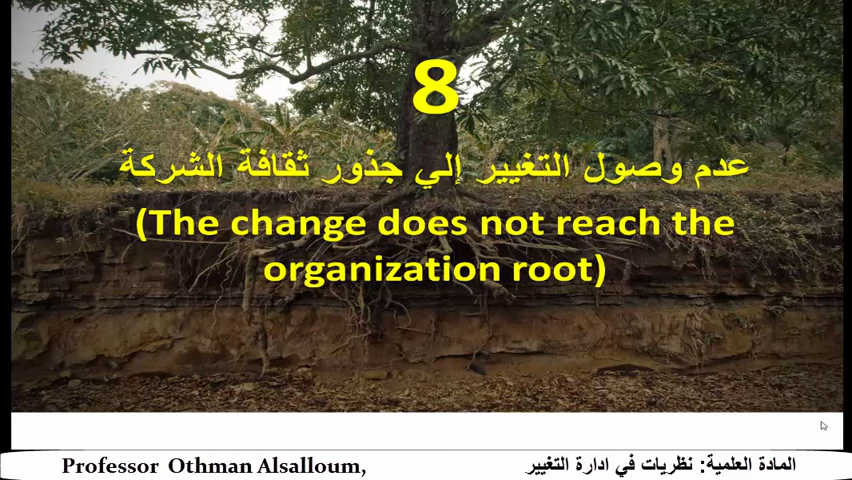 8
عدم وصول التغيير إلي جذور ثقافة الشركة
(The change does not reach the
organization root)
Professor Othman Alsalloum,
المادة العلمية: نظريات في ادارة التغيير